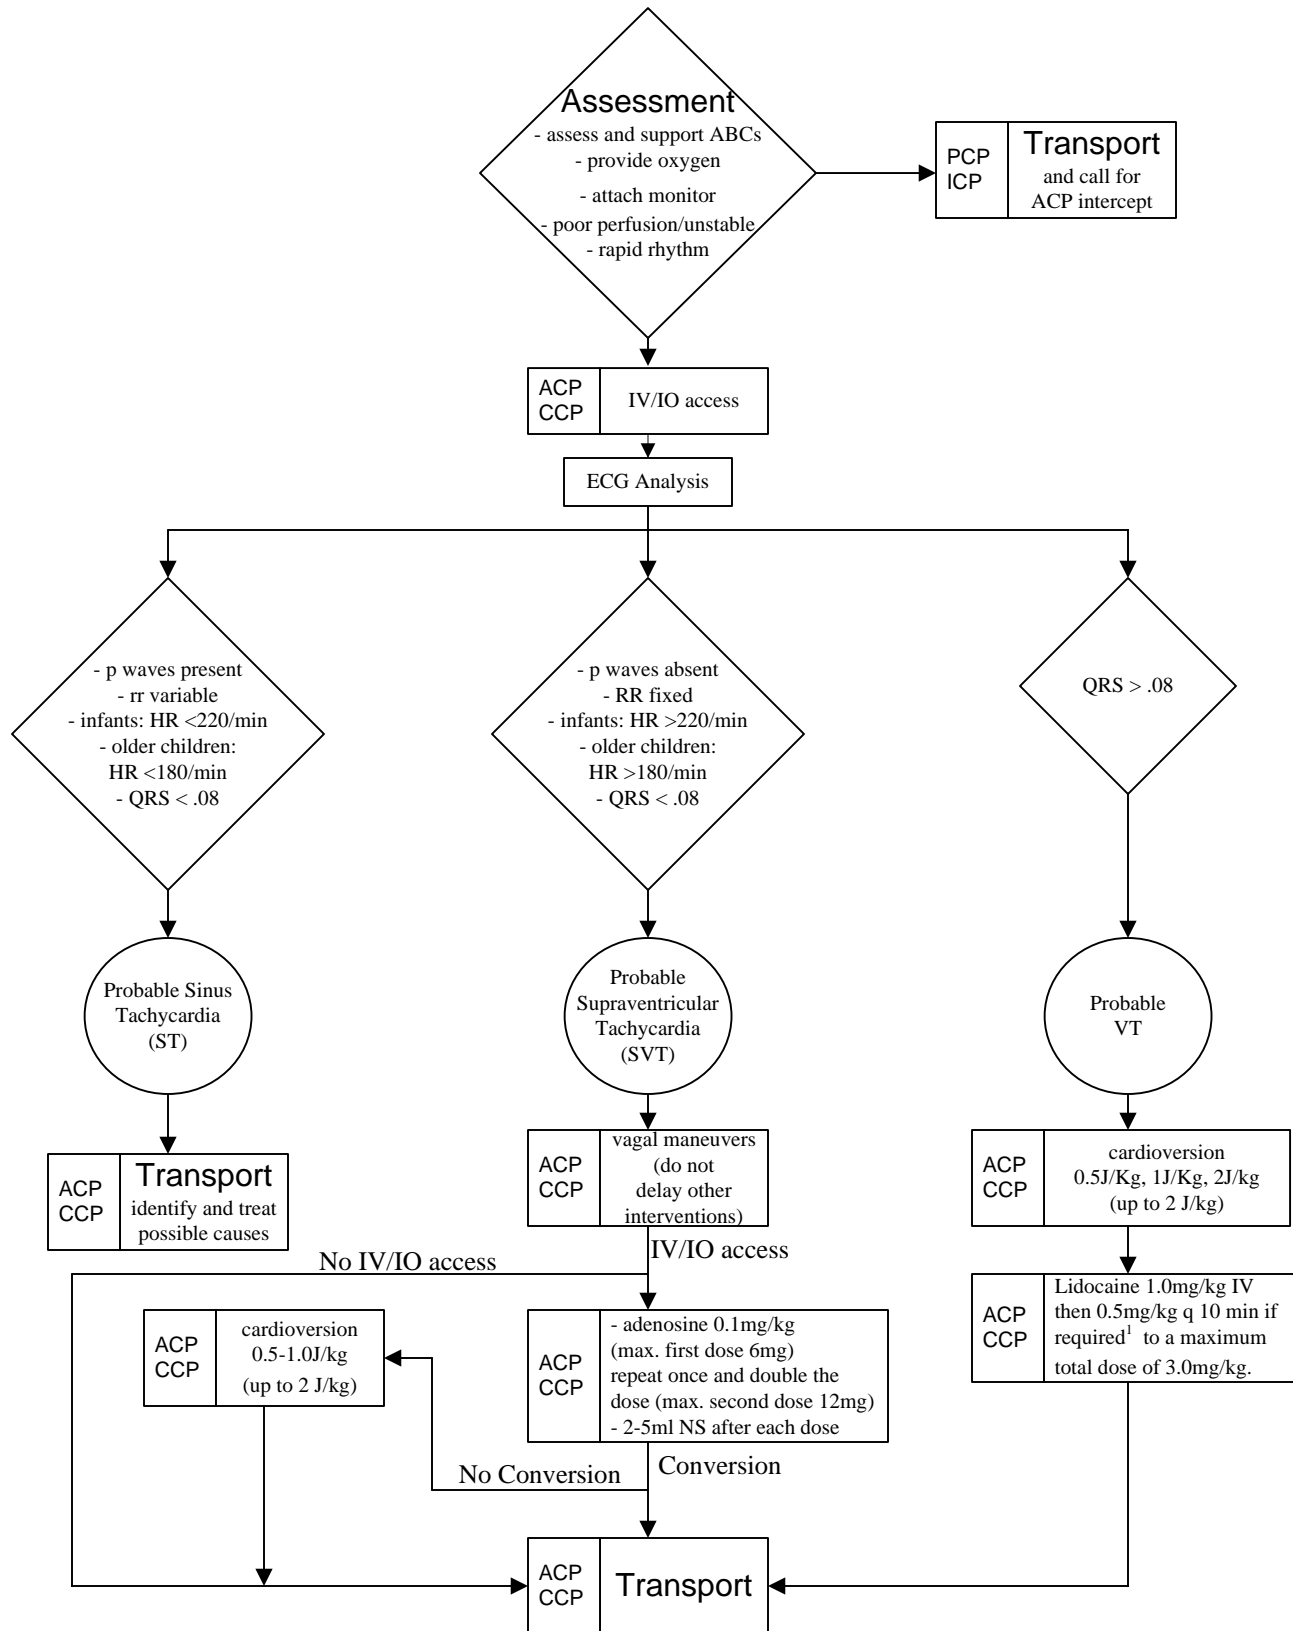 Assessment
- assess and support ABCs
- provide oxygen
- attach monitor
- poor perfusion/unstable
- rapid rhythm
PCP
ICP
Transport
and call for
ACP intercept
ACP
CCP
IV/IO access
ECG Analysis
- p waves present
- rr variable
- infants: HR <220/min
- older children:
HR <180/min
- QRS < .08
- p waves absent
- RR fixed
- infants: HR >220/min
- older children:
HR >180/min
- QRS < .08
QRS > .08
Probable Sinus
Tachycardia
(ST)
Probable
Supraventricular
Tachycardia
(SVT)
Probable
VT
ACP
CCP
Transport
identify and treat
possible causes
ACP
CCP
vagal maneuvers
(do not
delay other
interventions)
ACP
CCP
cardioversion
0.5J/Kg, 1J/Kg, 2J/kg
(up to 2 J/kg)
No IV/IO access
IV/IO access
ACP
CCP
cardioversion
0.5-1.0J/kg
(up to 2 J/kg)
ACP
CCP
- adenosine 0.1mg/kg
(max. first dose 6mg)
repeat once and double the
dose (max. second dose 12mg)
- 2-5ml NS after each dose
ACP
CCP
Lidocaine 1.0mg/kg IV
then 0.5mg/kg q 10 min if
required¹ to a maximum
total dose of 3.0mg/kg.
No Conversion
Conversion
ACP
CCP
Transport